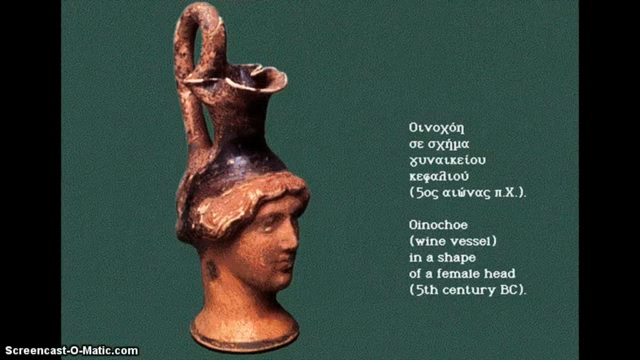 Οινοχόη
σε σχήμα
γυναικείου
κεφαλιού
(5ος αιώνας π.Χ.).
Oinochoe
(wine vessel)
in a shape
of a female head
(5th century BC).
Screencast-O-Matic.com